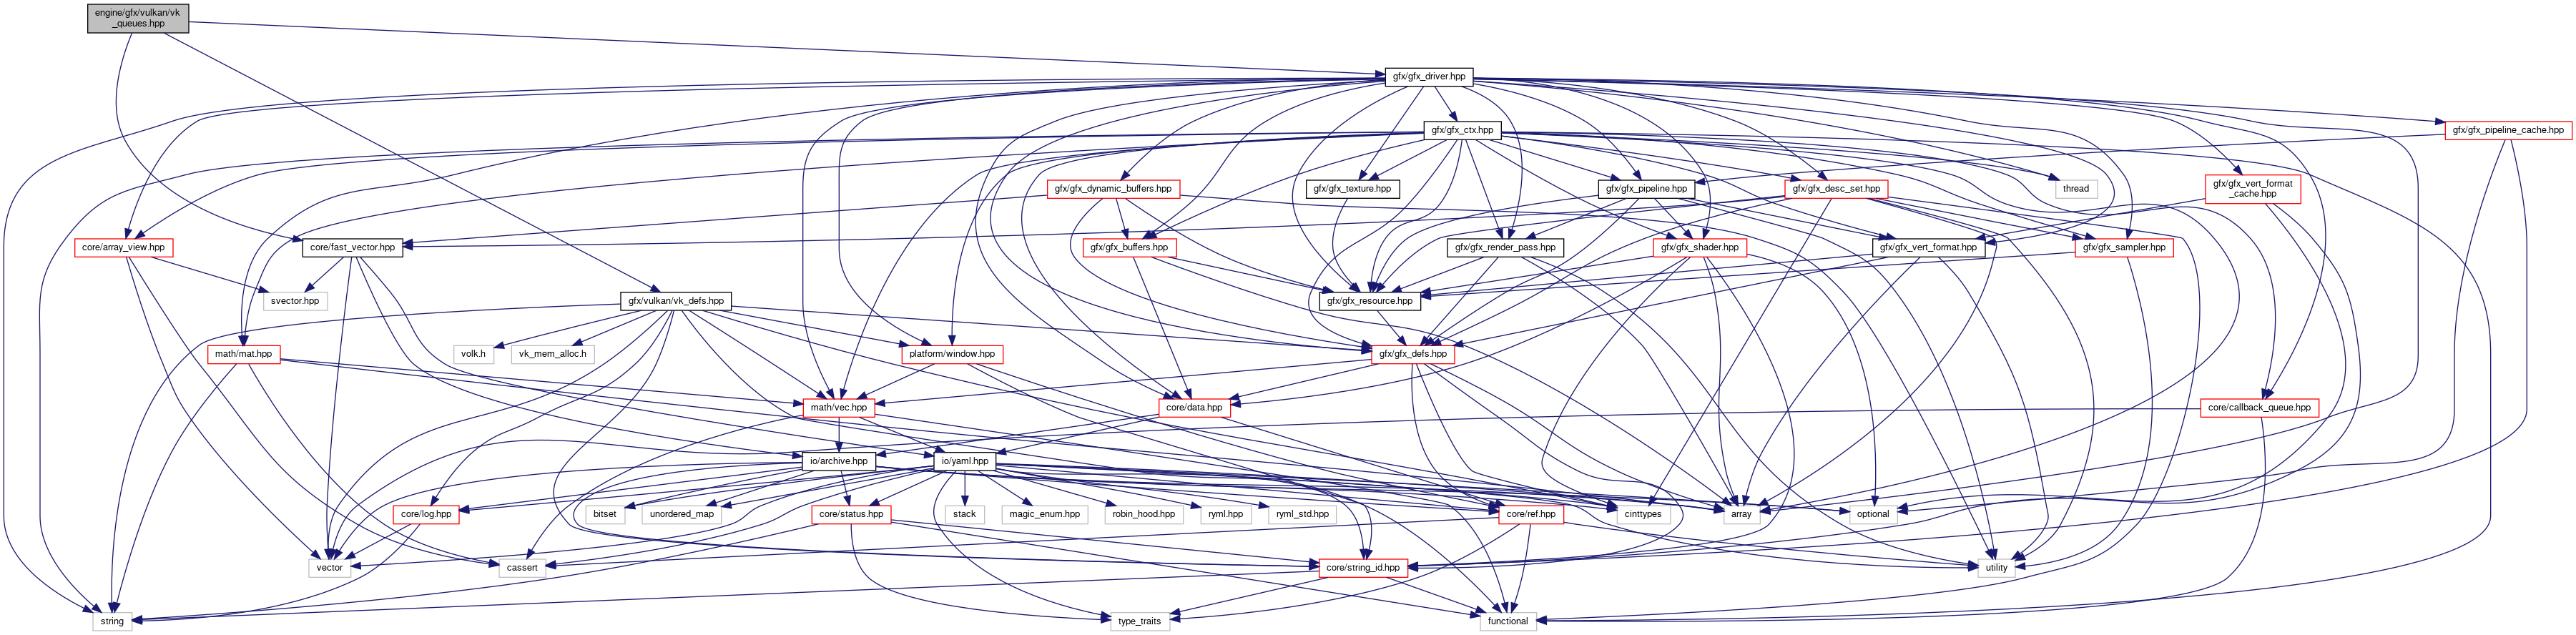 engine/gfx/vulkan/vk
_queues.hpp
gfx/gfx_driver.hpp
gfx/gfx_ctx.hpp
gfx/gfx_pipeline_cache.hpp
gfx/gfx_dynamic_buffers.hpp
gfx/gfx_texture.hpp
gfx/gfx_pipeline.hpp
gfx/gfx_desc_set.hpp
thread
gfx/gfx_vert_format
_cache.hpp
core/array_view.hpp
core/fast_vector.hpp
gfx/gfx_buffers.hpp
gfx/gfx_render_pass.hpp
gfx/gfx_shader.hpp
gfx/gfx_vert_format.hpp
gfx/gfx_sampler.hpp
svector.hpp
gfx/vulkan/vk_defs.hpp
gfx/gfx_resource.hpp
math/mat.hpp
volk.h
vk_mem_alloc.h
platform/window.hpp
gfx/gfx_defs.hpp
math/vec.hpp
core/data.hpp
core/callback_queue.hpp
io/archive.hpp
io/yaml.hpp
core/log.hpp
bitset
unordered_map
core/status.hpp
stack
magic_enum.hpp
robin_hood.hpp
ryml.hpp
ryml_std.hpp
core/ref.hpp
cinttypes
array
optional
vector
cassert
core/string_id.hpp
utility
string
type_traits
functional